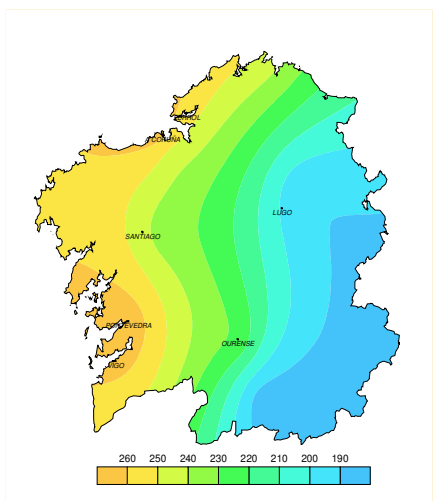 FERROL
CORUÑA
LUGO
SANTIAGO
PONTEVEDRA
OURENSE
VIGO
260 250 240 230 220 210 200 190